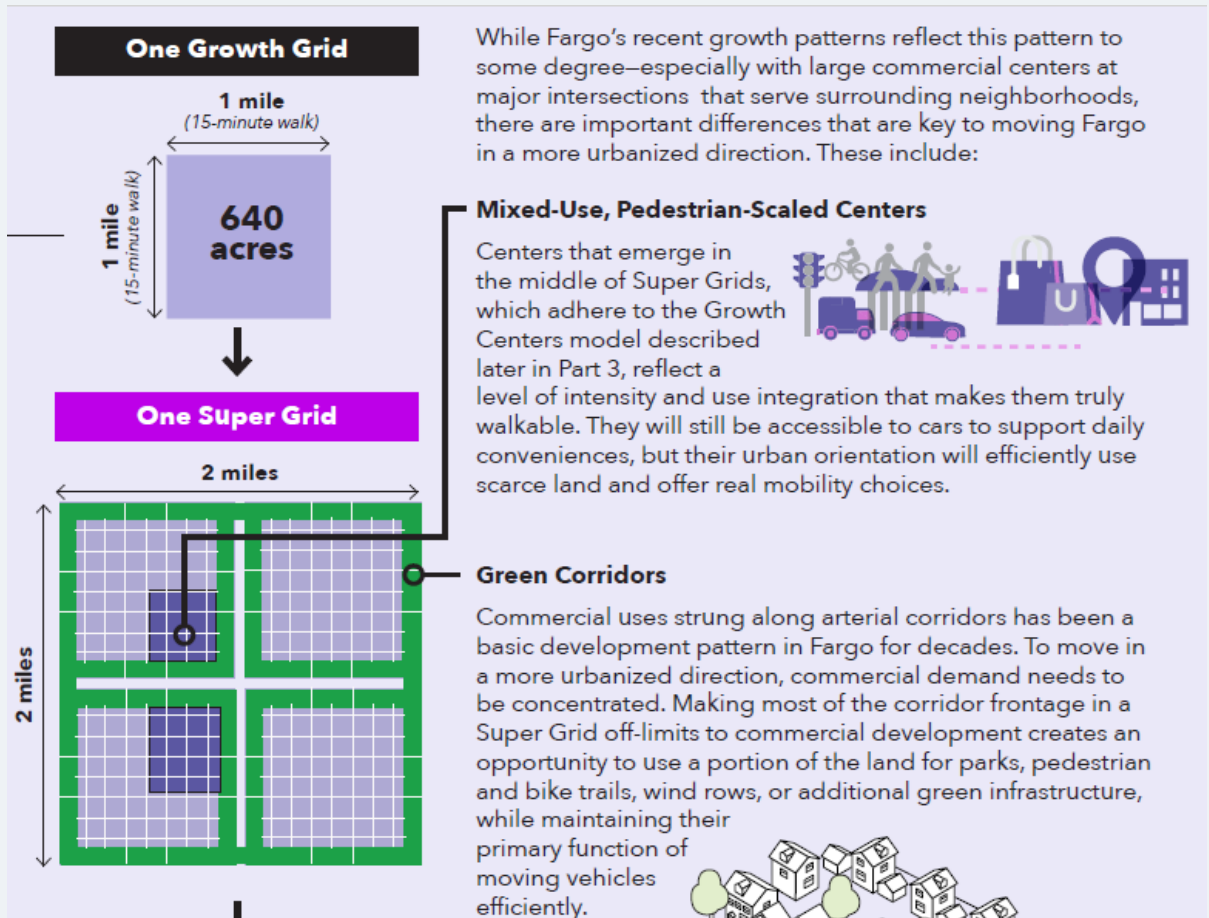 One Growth Grid
1 mile
(15-minute walk)
1 mile
(15-minute walk)
640
acres
One Super Grid
2 miles
2 miles
While Fargo’s recent growth patterns reflect this pattern to
some degree—especially with large commercial centers at
major intersections that serve surrounding neighborhoods,
there are important differences that are key to moving Fargo
in a more urbanized direction. These include:
Mixed-Use, Pedestrian-Scaled Centers
Centers that emerge in
the middle of Super Grids,
which adhere to the Growth
Centers model described
later in Part 3, reflect a
level of intensity and use integration that makes them truly
walkable. They will still be accessible to cars to support daily
conveniences, but their urban orientation will efficiently use
scarce land and offer real mobility choices.
Green Corridors
Commercial uses strung along arterial corridors has been a
basic development pattern in Fargo for decades. To move in
a more urbanized direction, commercial demand needs to
be concentrated. Making most of the corridor frontage in a
Super Grid off-limits to commercial development creates an
opportunity to use a portion of the land for parks, pedestrian
and bike trails, wind rows, or additional green infrastructure,
while maintaining their
primary function of
moving vehicles
efficiently.